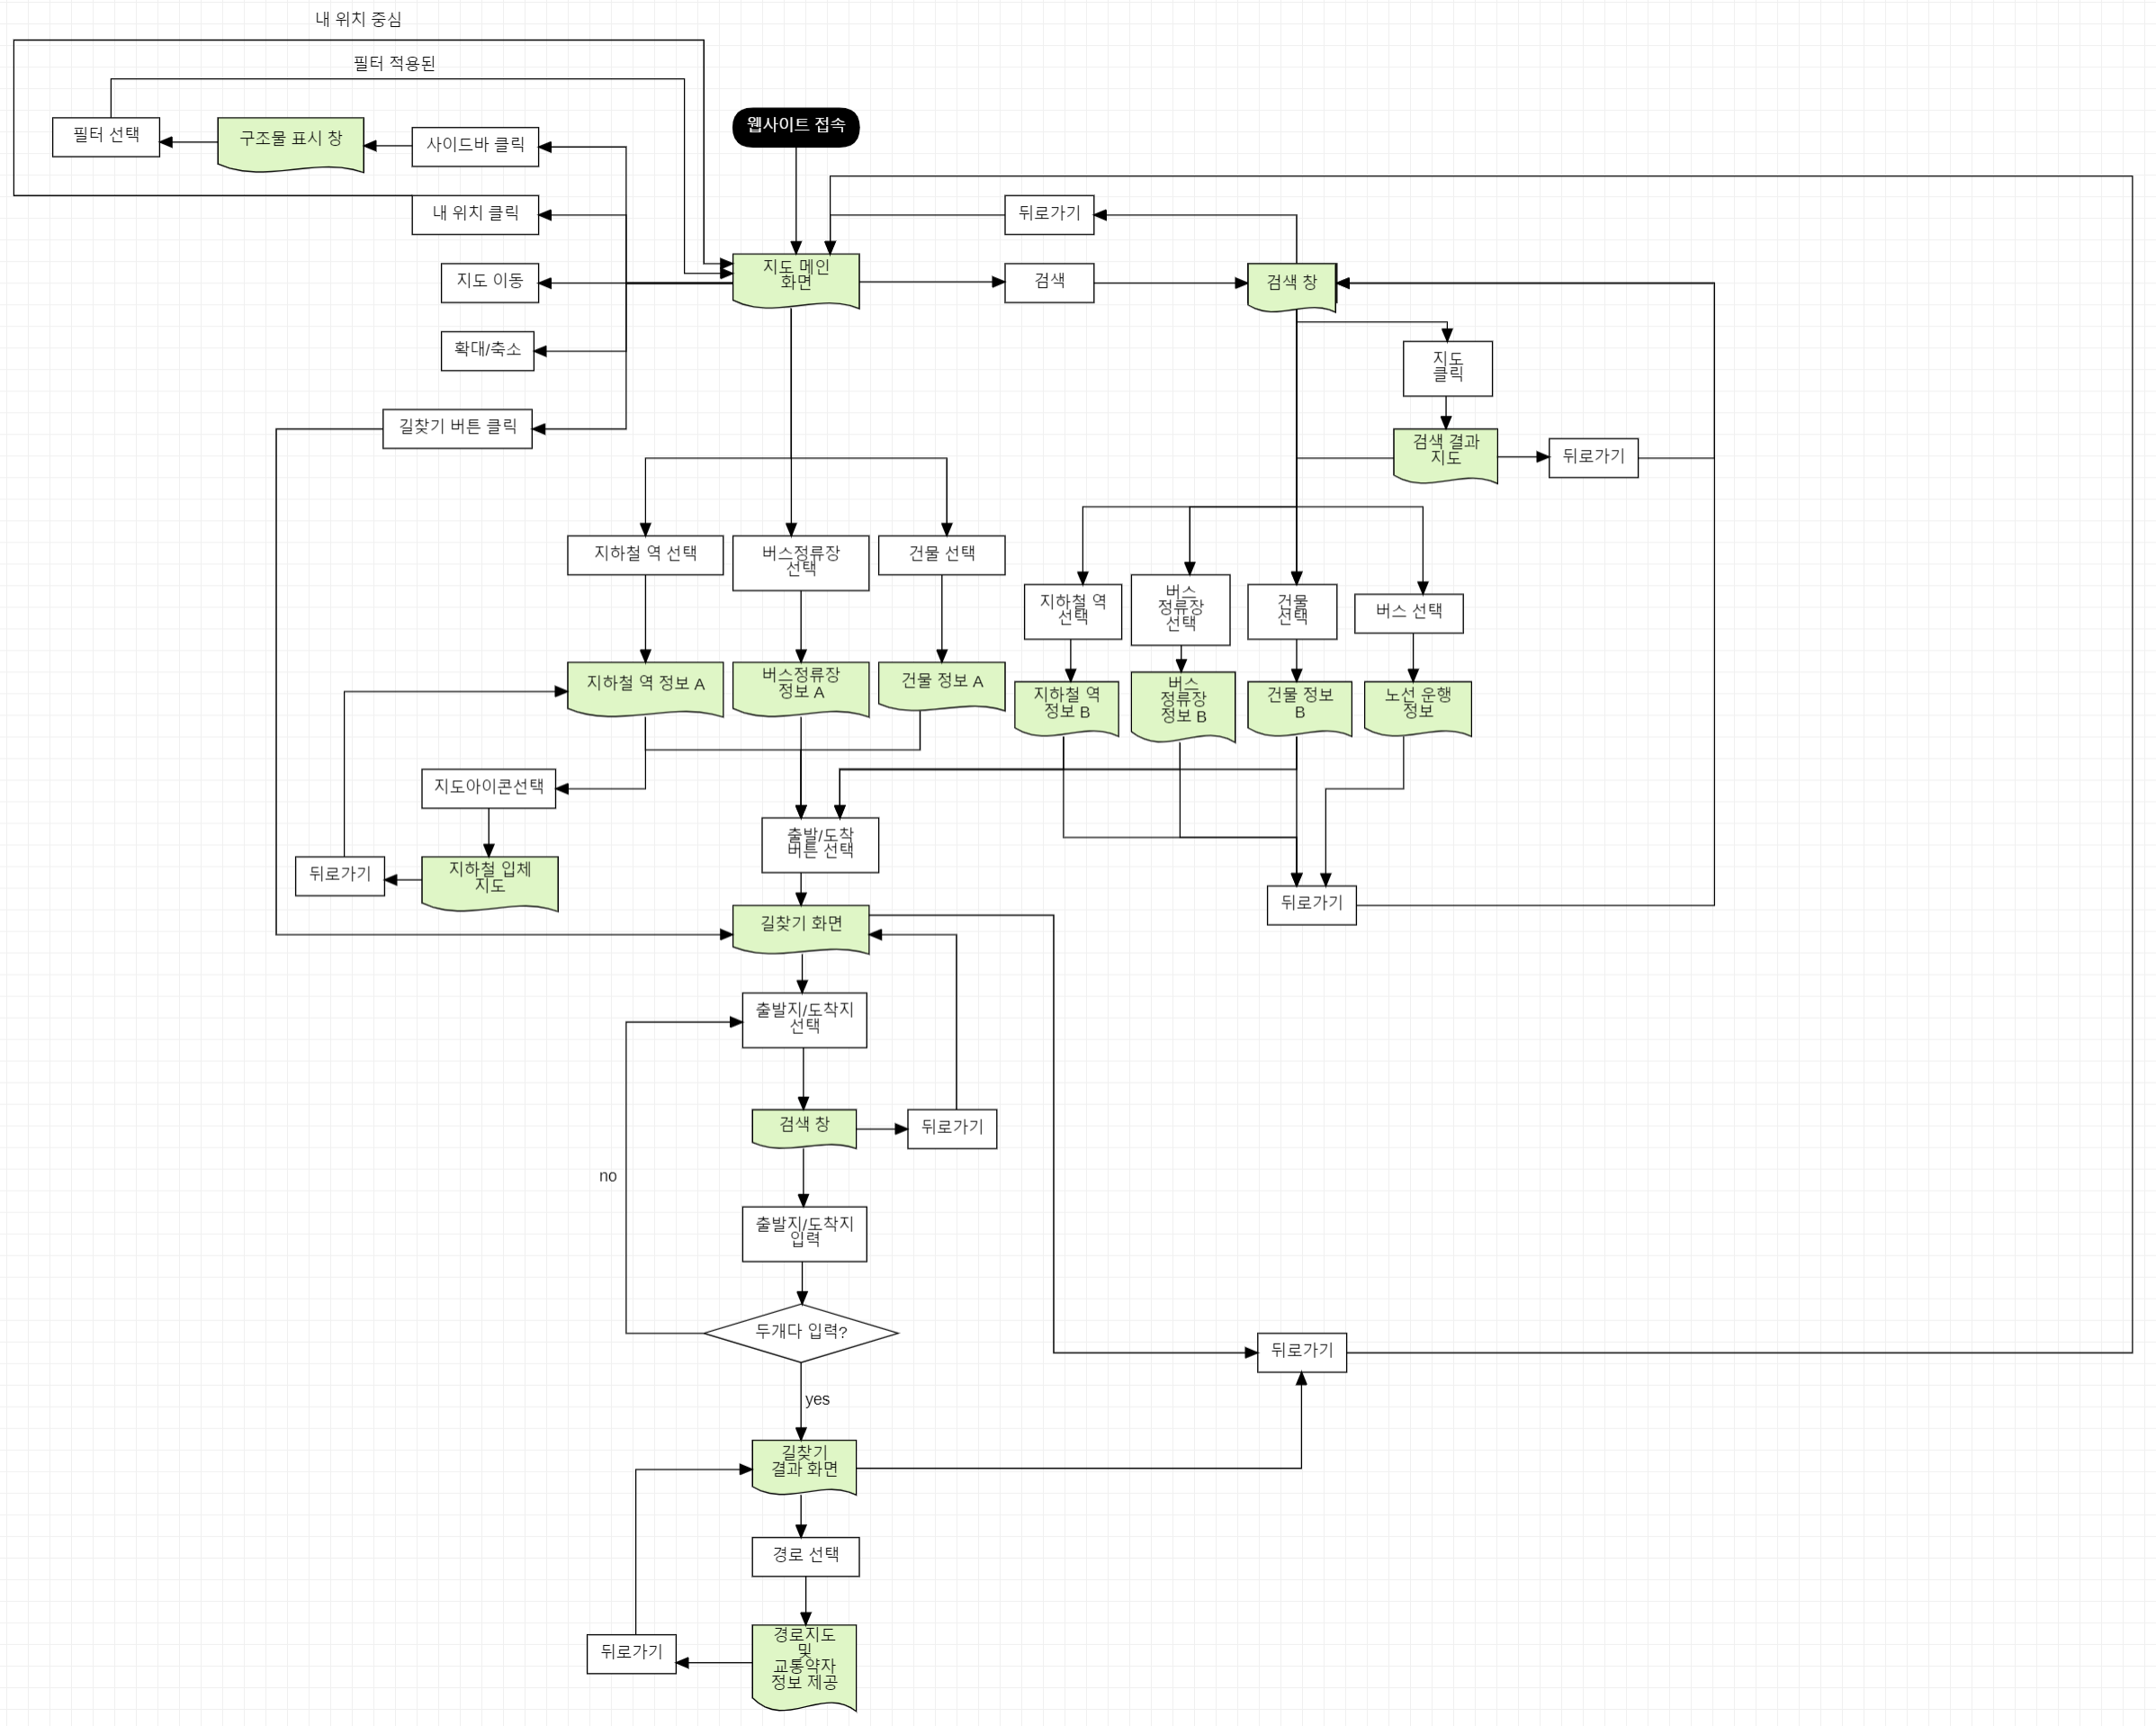 내 위치 중심
필터 적용된
웹사이트 접속
필터 선택
구조물 표시 창
사이드바 클릭
내 위치 클릭
뒤로가기
지도 이동
지도 메인
화면
검색
검색 창
확대/축소
지도
클릭
길찾기 버튼 클릭
검색 결과
지도
뒤로가기
지하철 역 선택
버스정류장
선택
건물 선택
지하철 역
선택
버스
정류장
선택
건물
선택
버스 선택
지하철 역 정보 A
버스정류장
정보 A
건물 정보 A
지하철 역
정보 B
버스
정류장
정보 B
건물 정보
B
노선 운행
정보
지도아이콘선택
출발/도착
버튼 선택
뒤로가기
지하철 입체
지도
뒤로가기
길찾기 화면
출발지/도착지
선택
검색 창
뒤로가기
no
출발지/도착지
입력
두개다 입력?
뒤로가기
yes
길찾기
결과 화면
경로 선택
뒤로가기
경로지도
및
교통약자
정보 제공